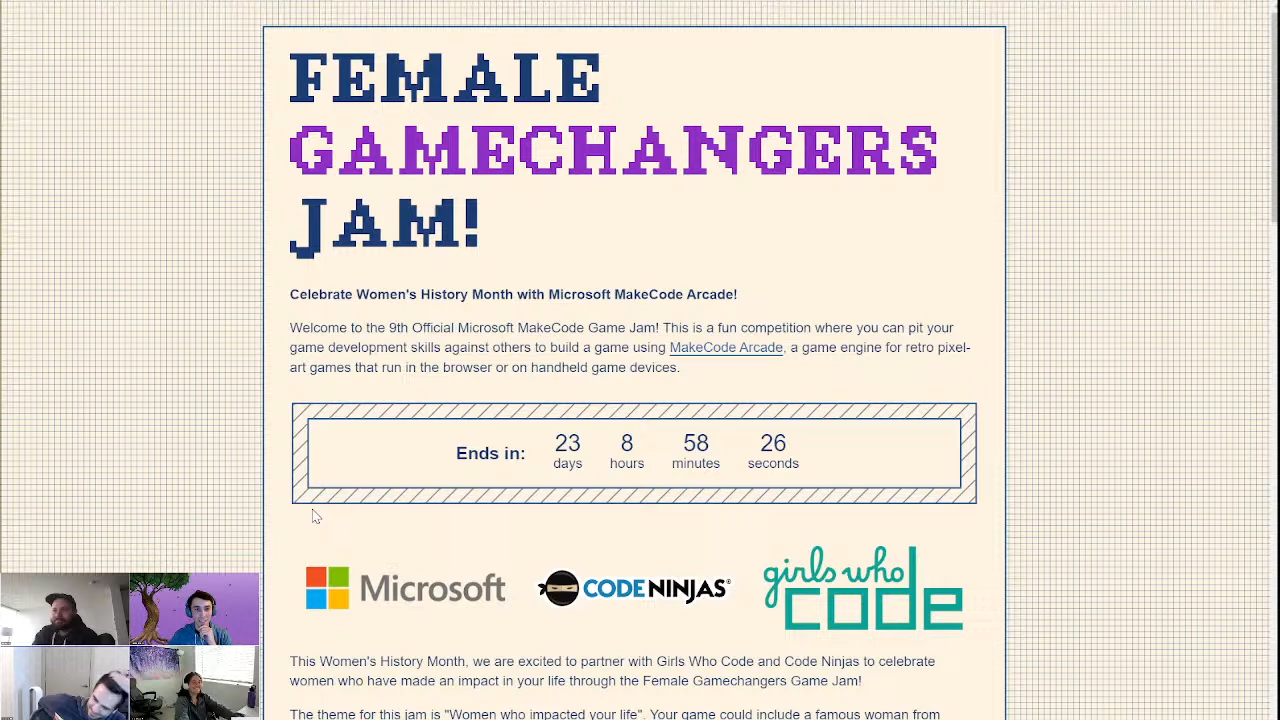 FEMALE
GAMECHANGERS
JAM!
Celebrate Women's History Month with Microsoft MakeCode Arcade!
Welcome to the 9th Official Microsoft MakeCode Game Jam! This is a fun competition where you can pit your
game development skills against others to build a game using MakeCode Arcade, a game engine for retro pixel-
art games that run in the browser or on handheld game devices.
Ends in: 23 8 58 26
days hours minutes seconds
Microsoft CODE NINJAS® girls who code
This Women's History Month, we are excited to partner with Girls Who Code and Code Ninjas to celebrate
women who have made an impact in your life through the Female Gamechangers Game Jam!
The theme for this jam is "Women who impacted your life". Your game could include a famous woman from